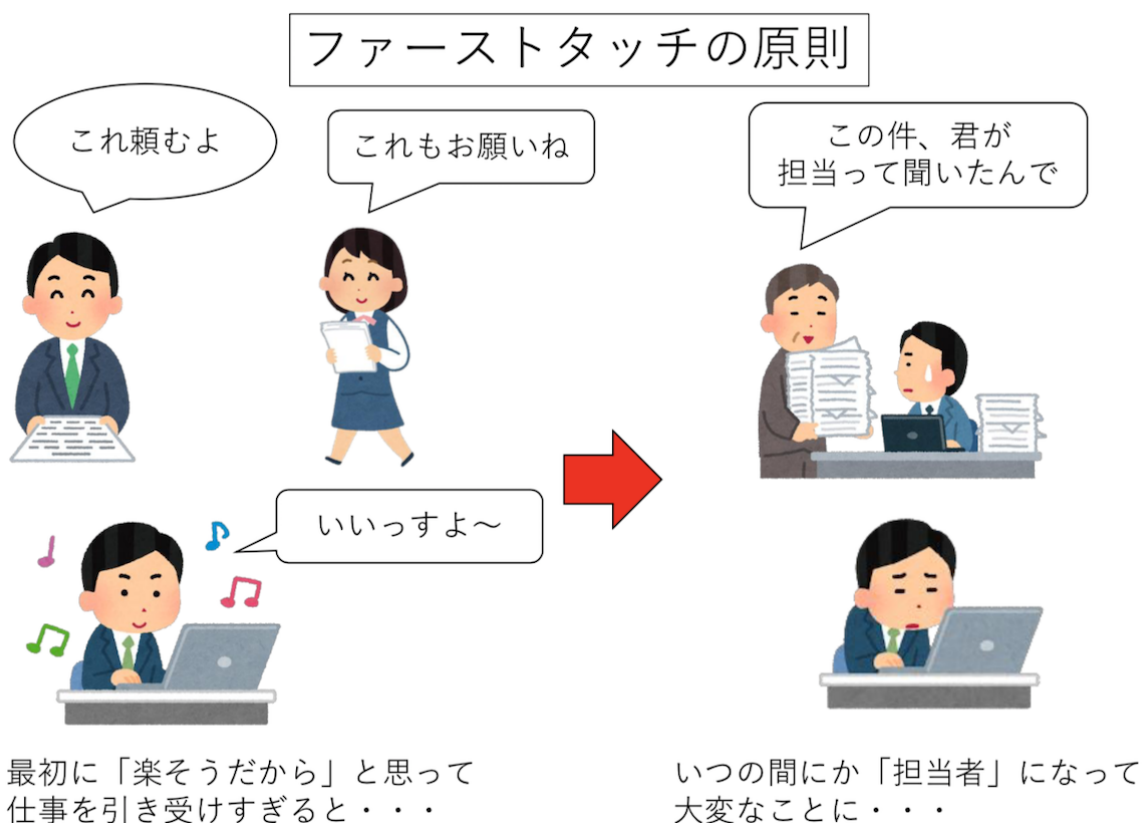 ファーストタッチの原則
これ頼むよ
これもお願いね
いいっすよ～
最初に「楽そうだから」と思って
仕事を引き受けすぎると・・・
この件、君が
担当って聞いたんで
いつの間にか「担当者」になって
大変なことに・・・